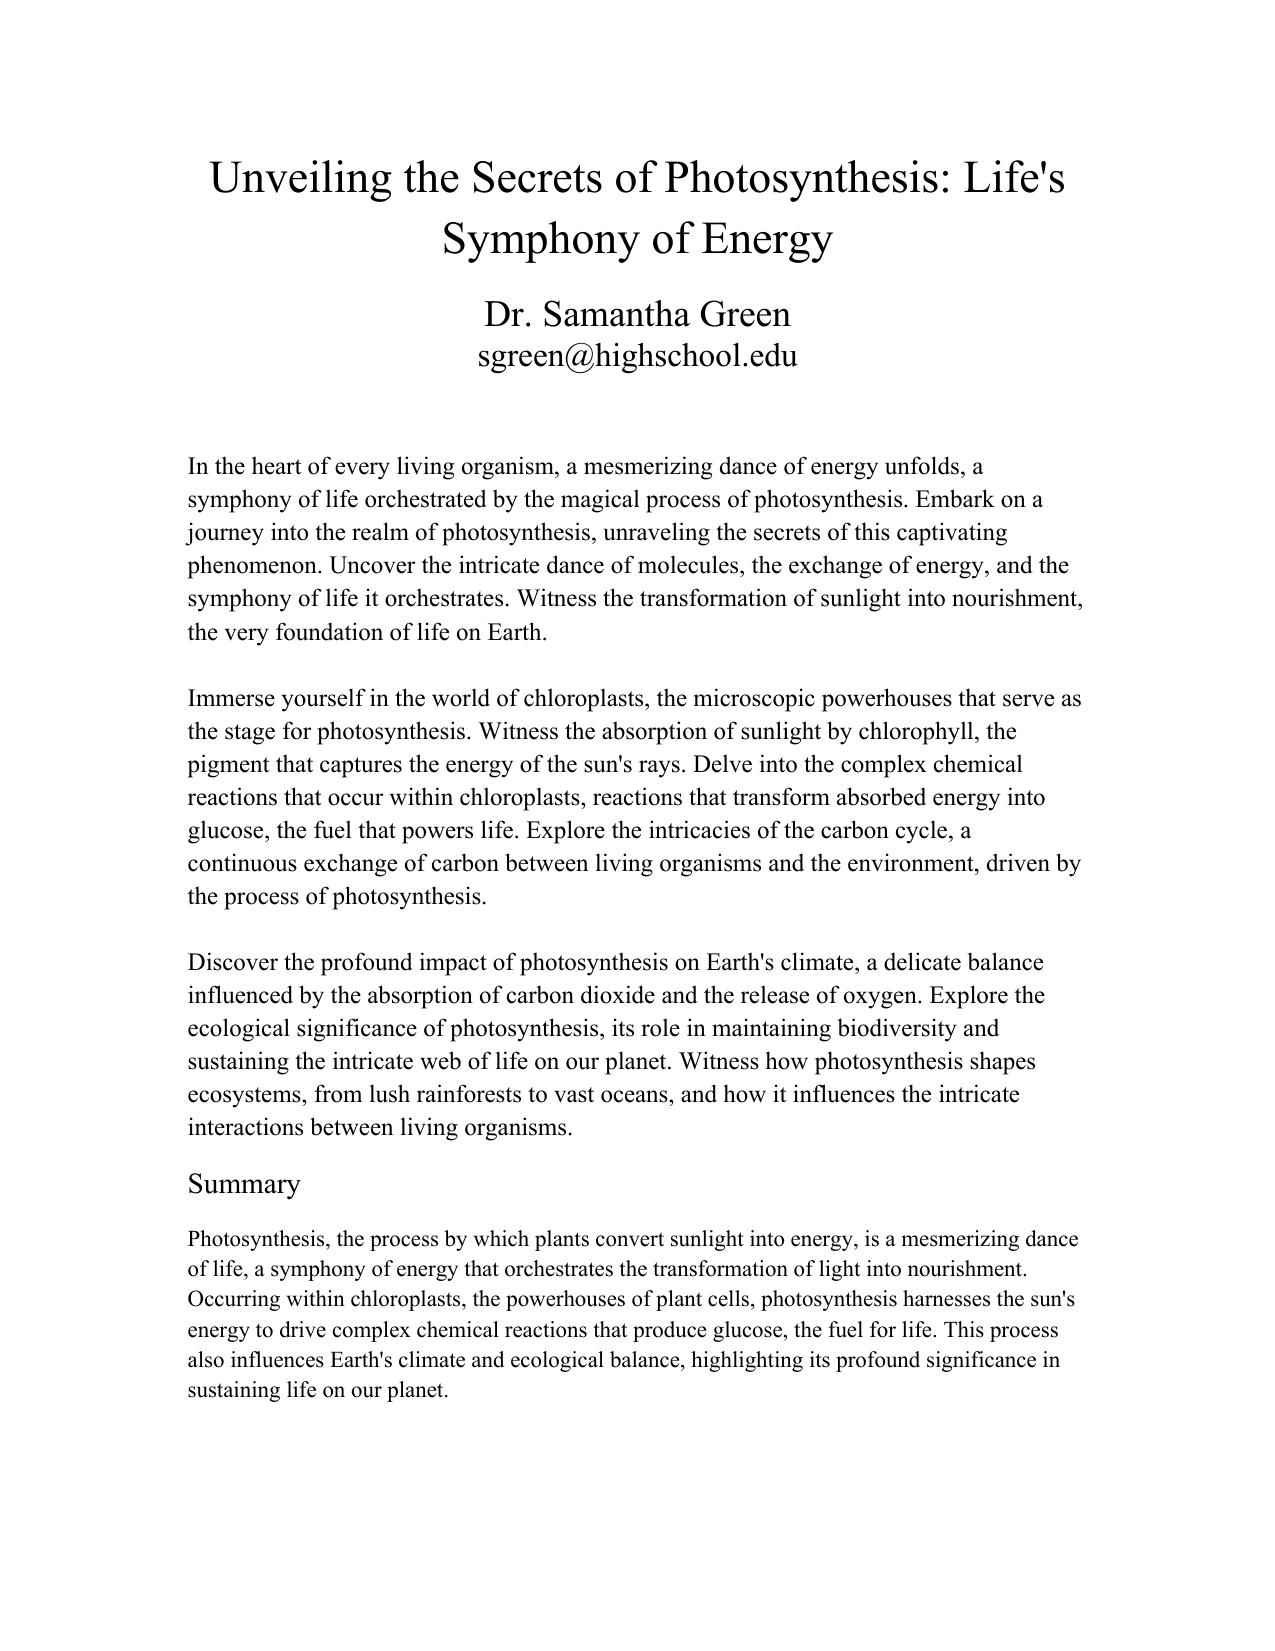 Unveiling the Secrets of Photosynthesis: Life's
Symphony of Energy
Dr. Samantha Green
sgreen@highschool.edu
In the heart of every living organism, a mesmerizing dance of energy unfolds, a
symphony of life orchestrated by the magical process of photosynthesis. Embark on a
journey into the realm of photosynthesis, unraveling the secrets of this captivating
phenomenon. Uncover the intricate dance of molecules, the exchange of energy, and the
symphony of life it orchestrates. Witness the transformation of sunlight into nourishment,
the very foundation of life on Earth.
Immerse yourself in the world of chloroplasts, the microscopic powerhouses that serve as
the stage for photosynthesis. Witness the absorption of sunlight by chlorophyll, the
pigment that captures the energy of the sun's rays. Delve into the complex chemical
reactions that occur within chloroplasts, reactions that transform absorbed energy into
glucose, the fuel that powers life. Explore the intricacies of the carbon cycle, a
continuous exchange of carbon between living organisms and the environment, driven by
the process of photosynthesis.
Discover the profound impact of photosynthesis on Earth's climate, a delicate balance
influenced by the absorption of carbon dioxide and the release of oxygen. Explore the
ecological significance of photosynthesis, its role in maintaining biodiversity and
sustaining the intricate web of life on our planet. Witness how photosynthesis shapes
ecosystems, from lush rainforests to vast oceans, and how it influences the intricate
interactions between living organisms.
Summary
Photosynthesis, the process by which plants convert sunlight into energy, is a mesmerizing dance
of life, a symphony of energy that orchestrates the transformation of light into nourishment.
Occurring within chloroplasts, the powerhouses of plant cells, photosynthesis harnesses the sun's
energy to drive complex chemical reactions that produce glucose, the fuel for life. This process
also influences Earth's climate and ecological balance, highlighting its profound significance in
sustaining life on our planet.